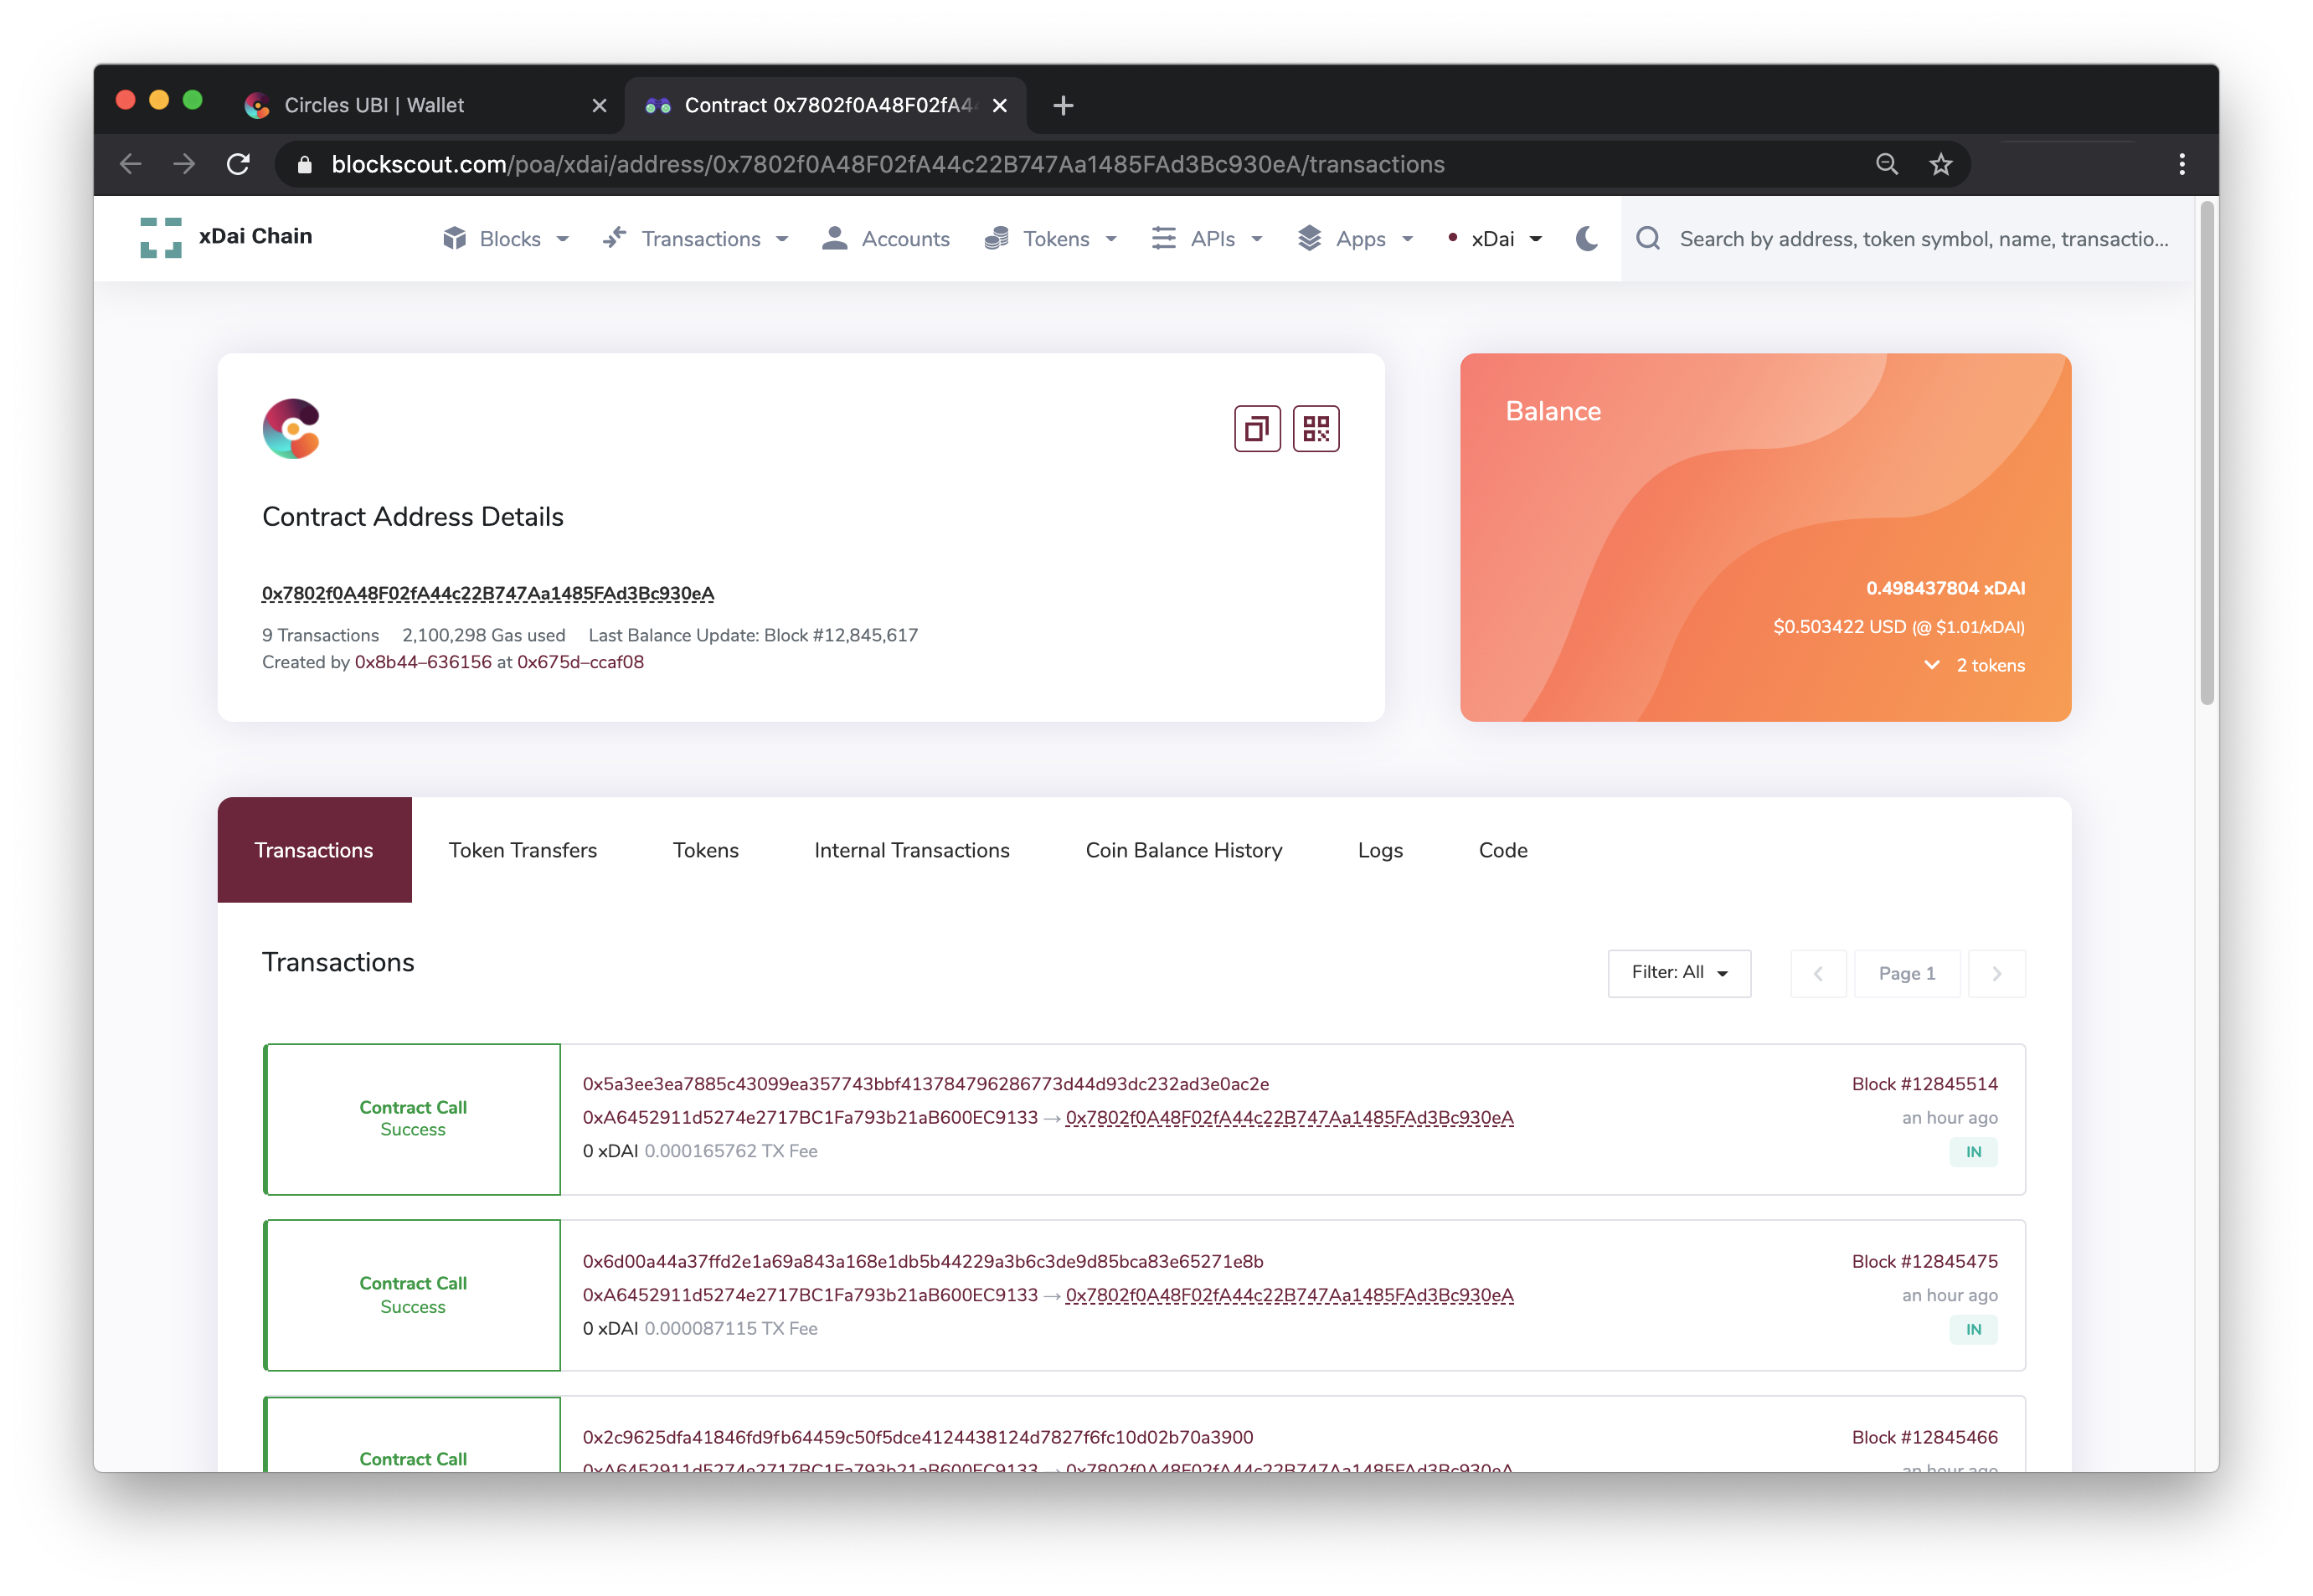 Circles UBI | Wallet
Contract 0x7802f0A48F02fA4
blockscout.com/poa/xdai/address/0x7802f0A48F02fA44c22B747Aa1485FAd3Bc930eA/transactions
xDai Chain
Blocks
Transactions
Accounts
Tokens
APIs
Apps
xDai
Search by address, token symbol, name, transactio...
Contract Address Details
0x7802f0A48F02fA44c22B747Aa1485FAd3Bc930eA
9 Transactions 2,100,298 Gas used Last Balance Update: Block #12,845,617
Created by 0x8b44–636156 at 0x675d–ccaf08
Balance
0.498437804 xDAI
$0.503422 USD (@ $1.01/xDAI)
2 tokens
Transactions
Token Transfers
Tokens
Internal Transactions
Coin Balance History
Logs
Code
Transactions
Filter: All
Page 1
Contract Call
Success
0x5a3ee3ea7885c43099ea357743bbf413784796286773d44d93dc232ad3e0ac2e
0xA6452911d5274e2717BC1Fa793b21aB600EC9133 → 0x7802f0A48F02fA44c22B747Aa1485FAd3Bc930eA
0 xDAI 0.000165762 TX Fee
Block #12845514
an hour ago
IN
Contract Call
Success
0x6d00a44a37ffd2e1a69a843a168e1db5b44229a3b6c3de9d85bca83e65271e8b
0xA6452911d5274e2717BC1Fa793b21aB600EC9133 → 0x7802f0A48F02fA44c22B747Aa1485FAd3Bc930eA
0 xDAI 0.000087115 TX Fee
Block #12845475
an hour ago
IN
Contract Call
0x2c9625dfa41846fd9fb64459c50f5dce4124438124d7827f6fc10d02b70a3900
0xA6452911d5274e2717BC1Fa793b21aB600EC9133 → 0x7802f0A48F02fA44c22B747Aa1485FAd3Bc930eA
Block #12845466
an hour ago